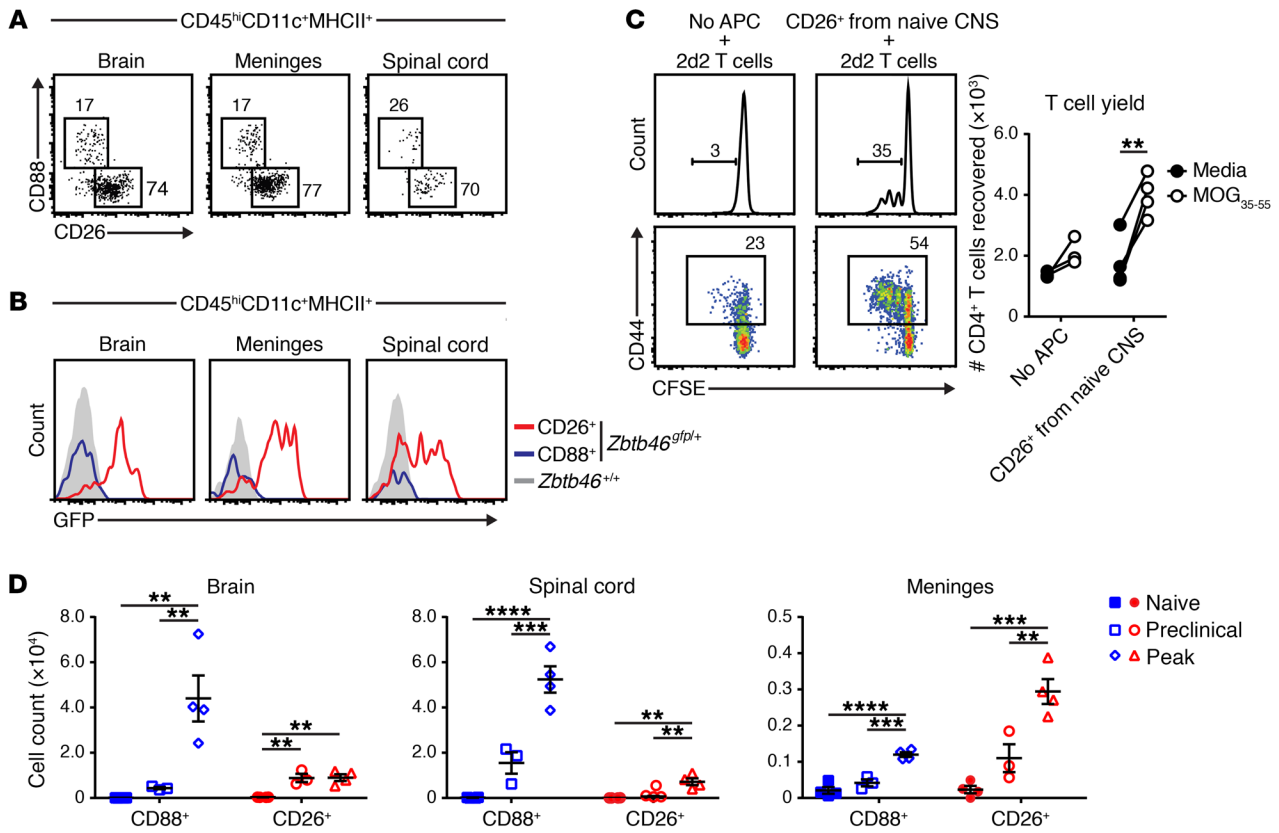 A
CD45hiCD11c+MHCII+
Brain
Meninges
Spinal cord
17
74
17
77
26
70
CD88
CD26
B
CD45hiCD11c+MHCII+
Brain
Meninges
Spinal cord
Count
GFP
CD26+
CD88+
Zbtb46gfp/+
Zbtb46+/+
C
No APC
+
2d2 T cells
CD26+ from naive CNS
+
2d2 T cells
Count
3
35
CD44
23
54
CFSE
T cell yield
# CD4+ T cells recovered (×10³)
6.0
4.0
2.0
0
**
Media
MOG35-55
No APC
CD26+ from naive CNS
D
Brain
Cell count (×10⁴)
8.0
6.0
4.0
2.0
0
**
**
**
**
CD88+
CD26+
Spinal cord
8.0
6.0
4.0
2.0
0
****
***
**
**
CD88+
CD26+
Meninges
0.5
0.4
0.3
0.2
0.1
0
****
***
***
**
CD88+
CD26+
Naive
Preclinical
Peak